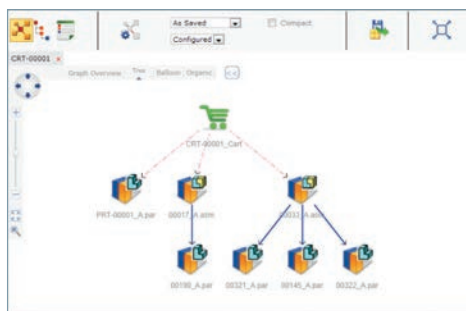 As Saved
Compact
Configured
CRT-00001 x
Graph Overview Tree Balloon Organic <<
CRT-00001_Cart
PRT-00001_A.par 00017_A.asm 00033_A.asm
00198_A.par 00321_A.par 00145_A.par 00322_A.par